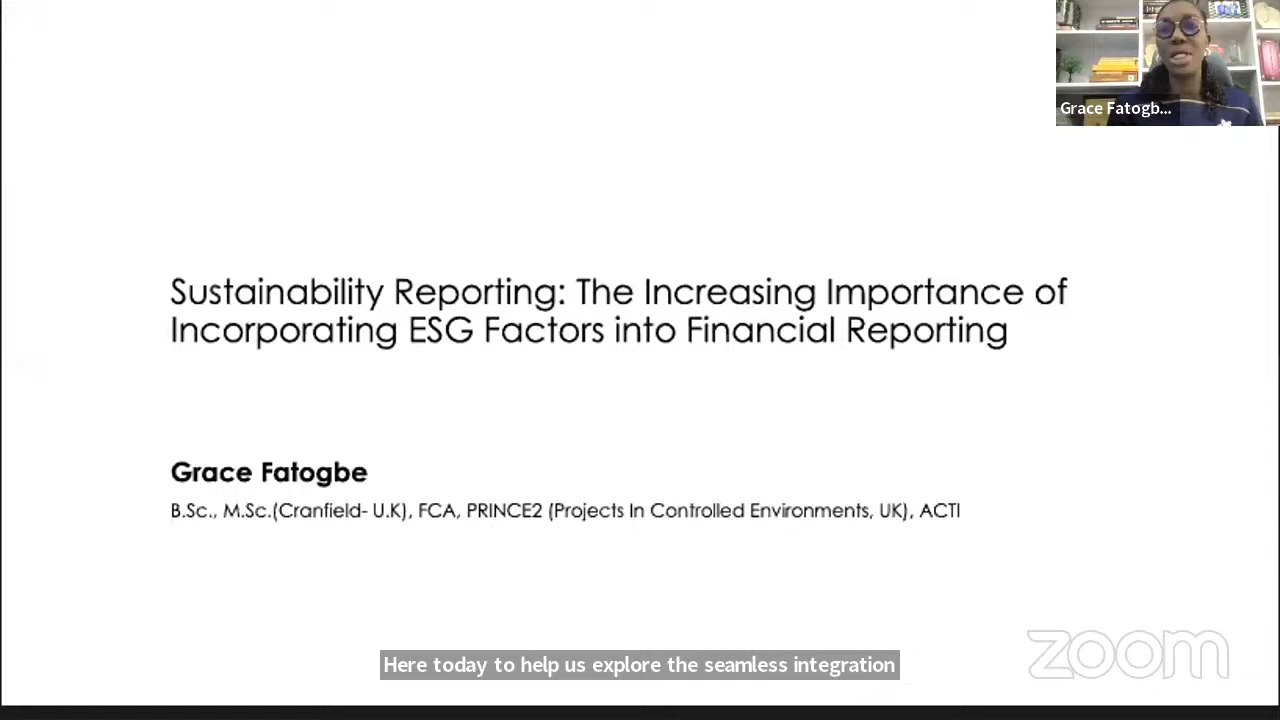 Grace Fatogb...
Sustainability Reporting: The Increasing Importance of
Incorporating ESG Factors into Financial Reporting
Grace Fatogbe
B.Sc., M.Sc.(Cranfield- U.K), FCA, PRINCE2 (Projects In Controlled Environments, UK), ACTI
Here today to help us explore the seamless integration
zoom